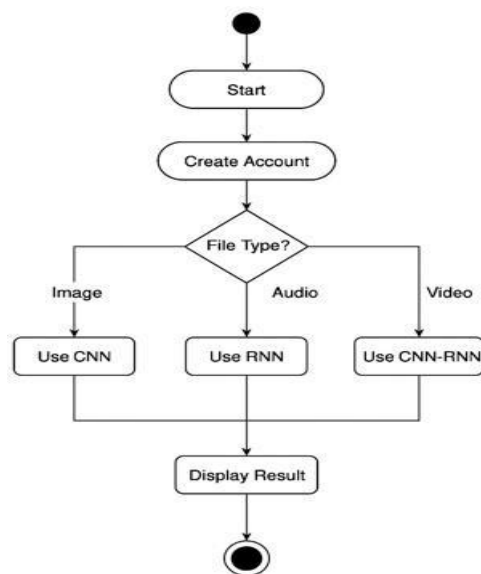 Start
Create Account
File Type?
Image
Audio
Video
Use CNN
Use RNN
Use CNN-RNN
Display Result